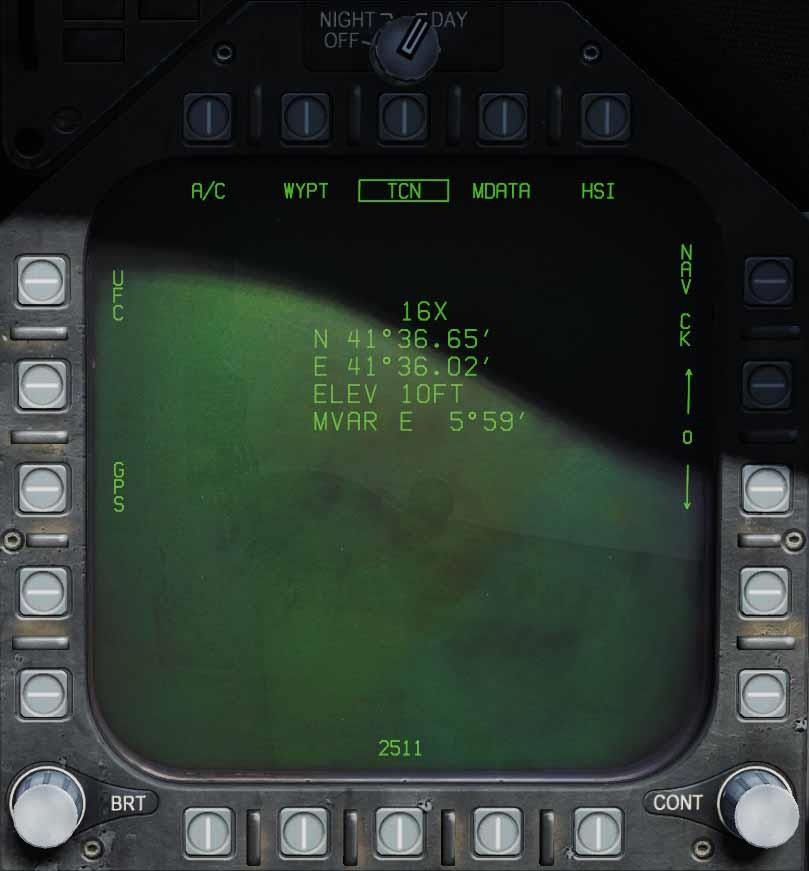 NIGHT DAY
OFF
A/C WYPT TCN MDATA HSI
UFC
NAV CK
16X
N 41°36.65′
E 41°36.02′
ELEV 10FT
MVAR E 5°59′
0
GPS
2511
BRT
CONT